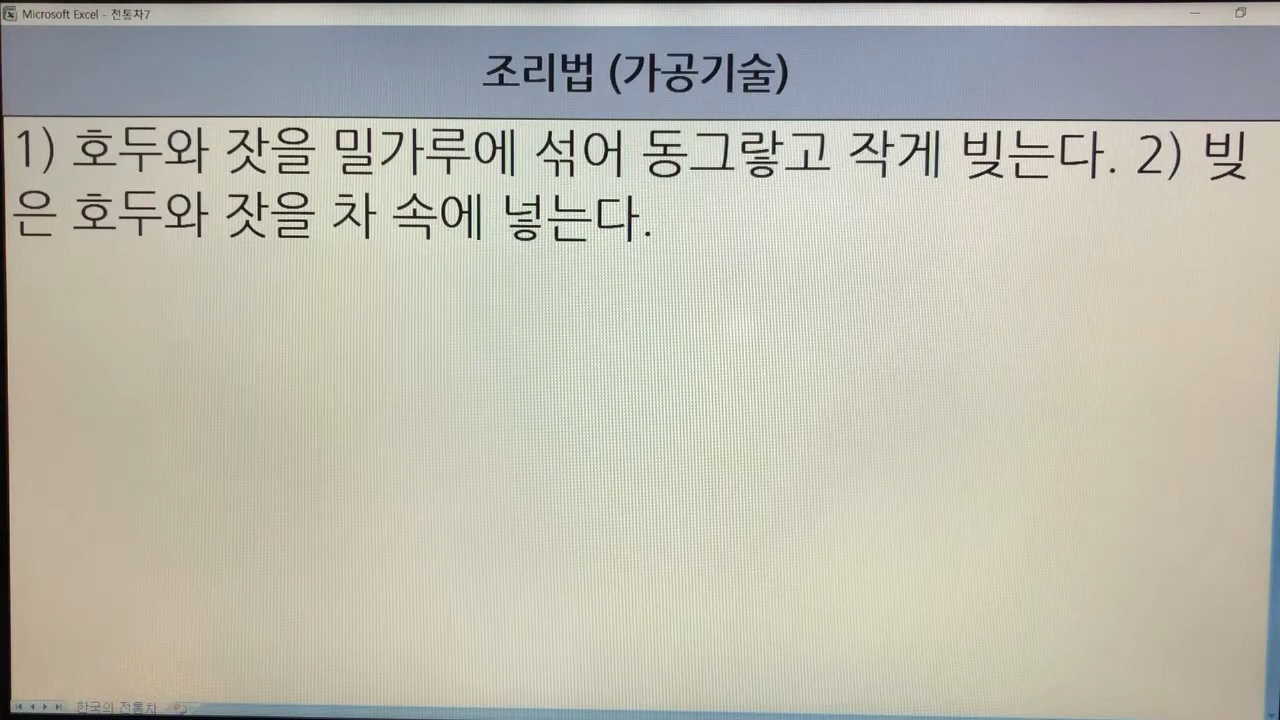 Microsoft Excel - 전통차7
조리법 (가공기술)
1) 호두와 잣을 밀가루에 섞어 동그랗고 작게 빚는다. 2) 빚
은 호두와 잣을 차 속에 넣는다.
한국의 전통차